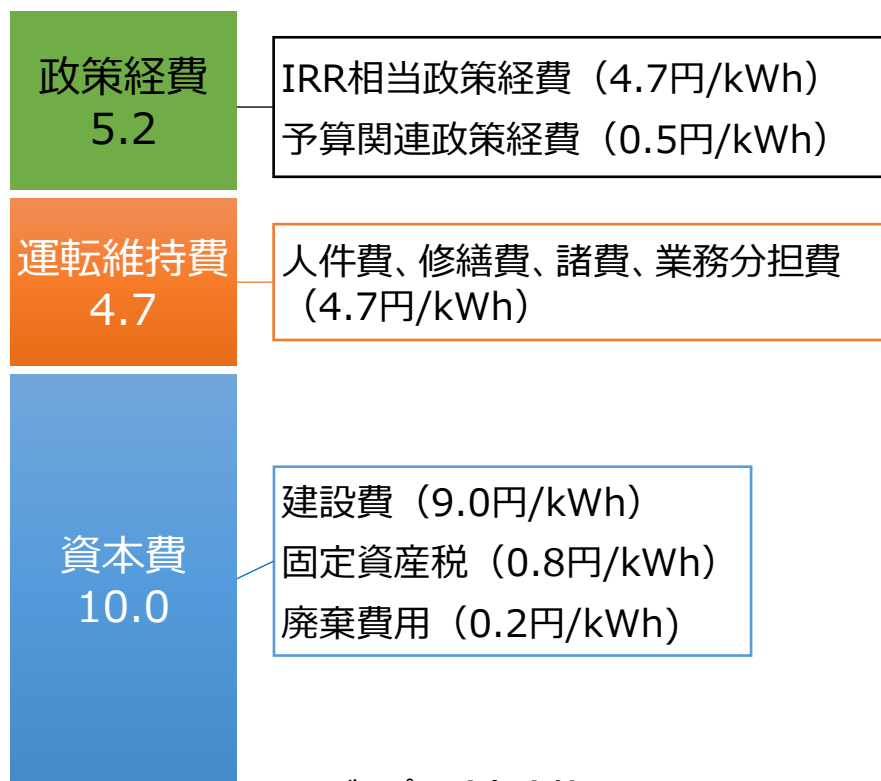 政策経費
5.2
IRR相当政策経費（4.7円/kWh）
予算関連政策経費（0.5円/kWh）
運転維持費
4.7
人件費、修繕費、諸費、業務分担費
（4.7円/kWh）
資本費
10.0
建設費（9.0円/kWh）
固定資産税（0.8円/kWh）
廃棄費用（0.2円/kWh)